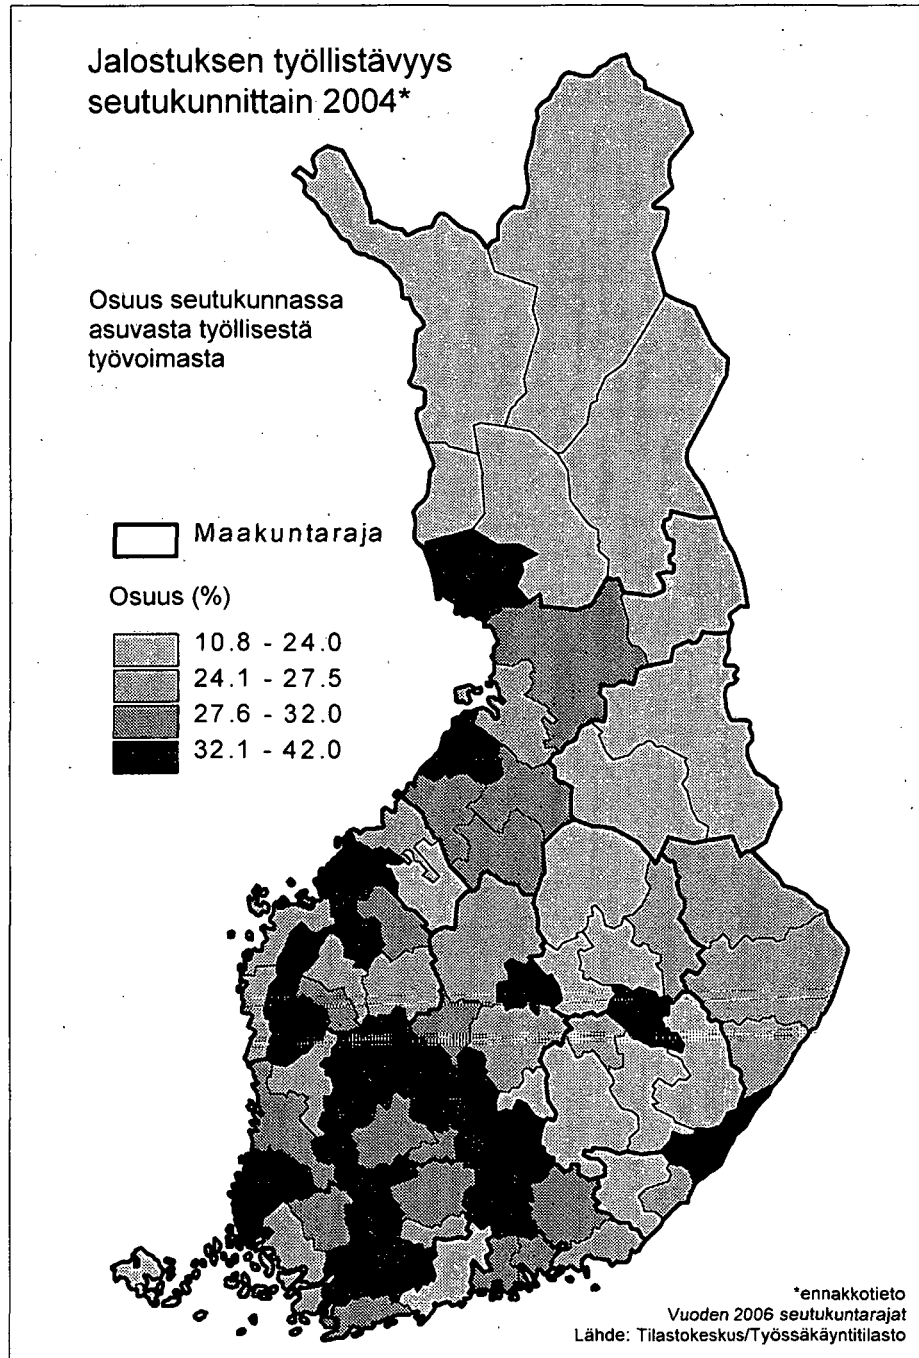 Jalostuksen työllistävyys
seutukunnittain 2004*
Osuus seutukunnassa
asuvasta työllisestä
työvoimasta
Maakuntaraja
Osuus (%)
10.8 - 24.0
24.1 - 27.5
27.6 - 32.0
32.1 - 42.0
*ennakkotieto
Vuoden 2006 seutukuntarajat
Lähde: Tilastokeskus/Työssäkäyntitilasto